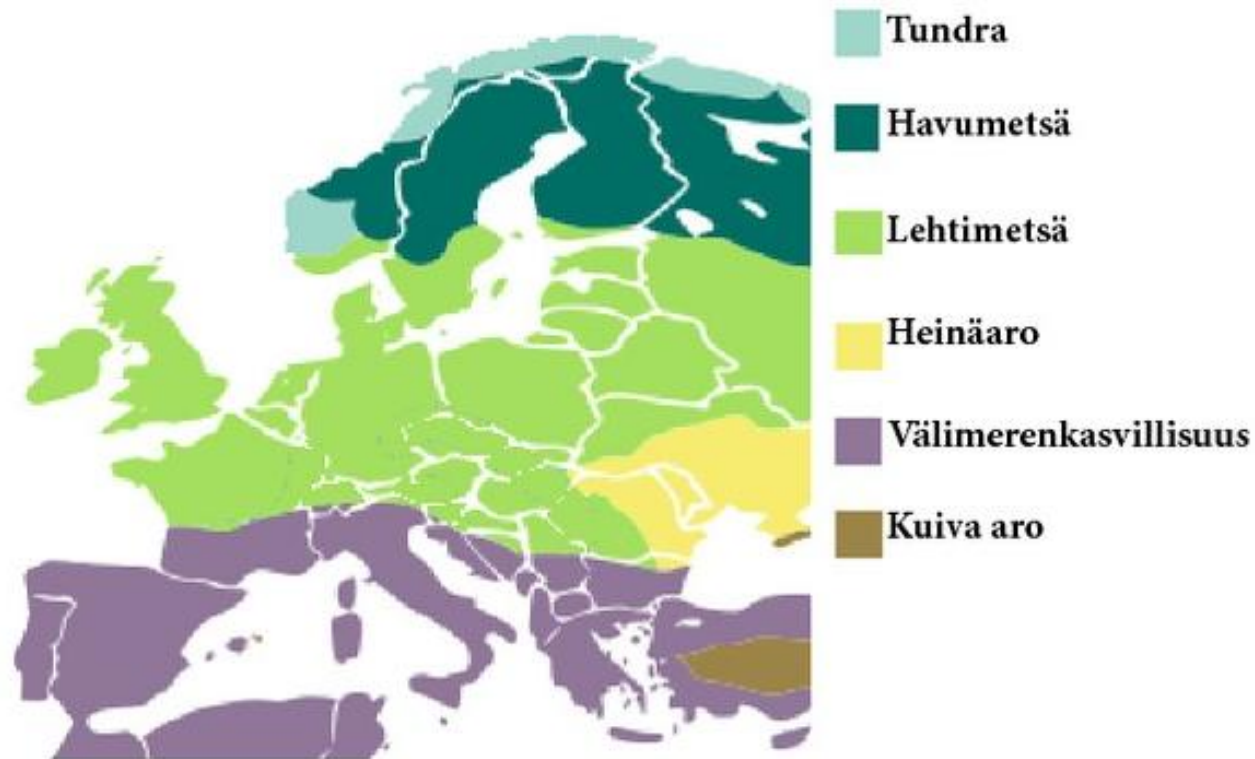 Tundra
Havumetsä
Lehtimetsä
Heinäaro
Välimerenkasvillisuus
Kuiva aro